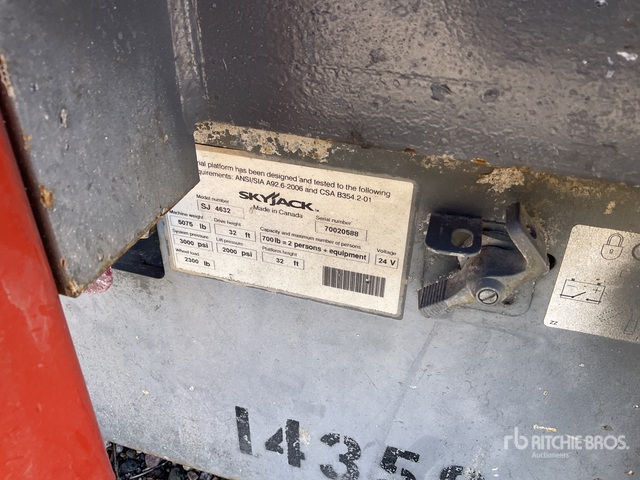 nal platform has been designed and tested to the following
quirements: ANSI/SIA A92.6-2006 and CSA B354.2-01
SKYJACK
Made in Canada
Model number
SJ 4632
Serial number
70020588
Machine weight
5075 lb
Drive height
32 ft
Capacity and maximum number of persons
700 lb = 2 persons + equipment
Voltage
24 V
System pressure
3000 psi
Lift pressure
2000 psi
Platform height
32 ft
Wheel load
2300 lb
ZZ
1435
rb RITCHIE BROS.
Auctioneers